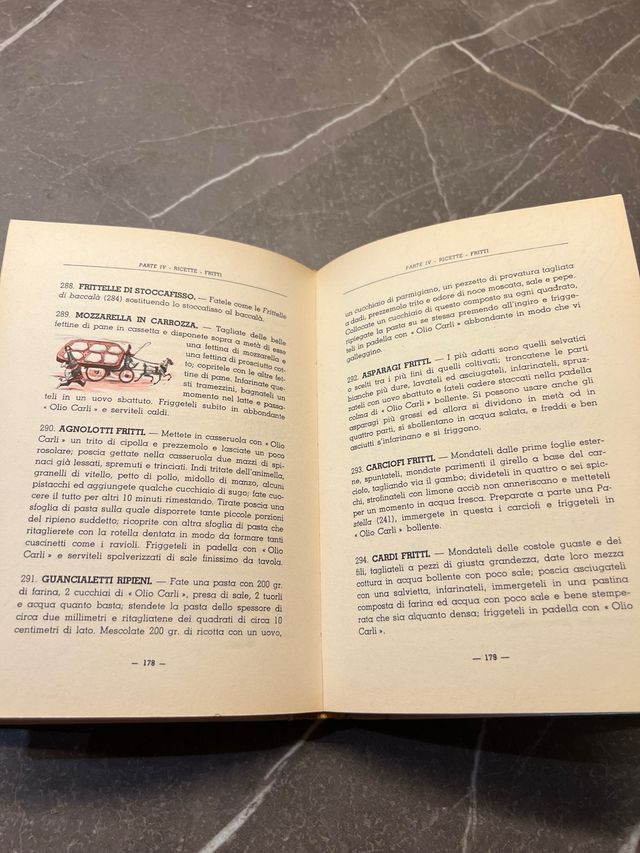 PARTE IV - RICETTE - FRITTI
288. FRITTELLE DI STOCCAFISSO. — Fatele come le Frittelle
di baccalà (284) sostituendo lo stoccafisso al baccalà.
289. MOZZARELLA IN CARROZZA. — Tagliate delle belle
fettine di pane in cassetta e disponete sopra a metà di esse
una fettina di mozzarella e
una fettina di prosciutto cot-
to; copritele con le altre fet-
tine di pane. Infarinate que-
sti tramezzini, bagnateli un
momento nel latte e passa-
teli in uovo sbattuto. Friggeteli subito in abbondante
« Olio Carli » e serviteli caldi.
290. AGNOLOTTI FRITTI. — Mettete in casseruola con « Olio
Carli » un trito di cipolla e prezzemolo e lasciate un poco
rosolare; poscia gettate nella casseruola due mazzi di spi-
naci già lessati, spremuti e trinciati. Indi tritate dell'animella,
granelli di vitello, petto di pollo, midollo di manzo, alcuni
pistacchi ed aggiungete qualche cucchiaio di sugo; fate cuo-
cere il tutto per altri 10 minuti rimestando. Tirate poscia una
sfoglia di pasta sulla quale disporrete tante piccole porzioni
del ripieno suddetto; ricoprite con altra sfoglia di pasta che
ritaglierete con la rotella dentata in modo da formare tanti
cuscinetti come i ravioli. Friggeteli in padella con « Olio
Carli » e serviteli spolverizzati di sale finissimo da tavola.
291. GUANCIALETTI RIPIENI. — Fate una pasta con 200 gr.
di farina, 2 cucchiai di « Olio Carli », presa di sale, 2 tuorli
e acqua quanto basta; stendete la pasta dello spessore di
circa due millimetri e ritagliatene dei quadrati di circa 10
centimetri di lato. Mescolate 200 gr. di ricotta con un uovo,
— 178 —
PARTE IV - RICETTE - FRITTI
un cucchiaio di parmigiano, un pezzetto di provatura tagliata
a dadi, prezzemolo trito e odore di noce moscata, sale e pepe.
Collocate un cucchiaio di questo composto su ogni quadrato,
ripiegate la pasta su se stessa premendo all'ingiro e frigge-
teli in padella con « Olio Carli » abbondante in modo che vi
galleggino.
292. ASPARAGI FRITTI. — I più adatti sono quelli selvatici
o scelti tra i più fini di quelli coltivati; troncatene le parti
bianche più dure, lavateli ed asciugateli, infarinateli, spruz-
zateli con uovo sbattuto e fateli cadere staccati nella padella
colma di « Olio Carli » bollente. Si possono usare anche gli
asparagi più grossi ed allora si dividono in metà od in
quattro parti, si sbollentano in acqua salata, e freddi e ben
asciutti s'infarinano e si friggono.
293. CARCIOFI FRITTI. — Mondateli dalle prime foglie ester-
ne, spuntateli, mondate parimenti il girello a base del car-
ciofo, tagliando via il gambo; divideteli in quattro o sei spic-
chi, strofinateli con limone acciò non anneriscano e metteteli
per un momento in acqua fresca. Preparate a parte una Pa-
stella (241), immergete in questa i carciofi e friggeteli in
« Olio Carli » bollente.
294. CARDI FRITTI. — Mondateli delle costole guaste e dei
fili, tagliateli a pezzi di giusta grandezza, date loro mezza
cottura in acqua bollente con poco sale; poscia asciugateli
con una salvietta, infarinateli, immergeteli in una pastina
composta di farina ed acqua con poco sale e bene stempe-
rata che sia alquanto densa; friggeteli in padella con « Olio
Carli ».
— 179 —